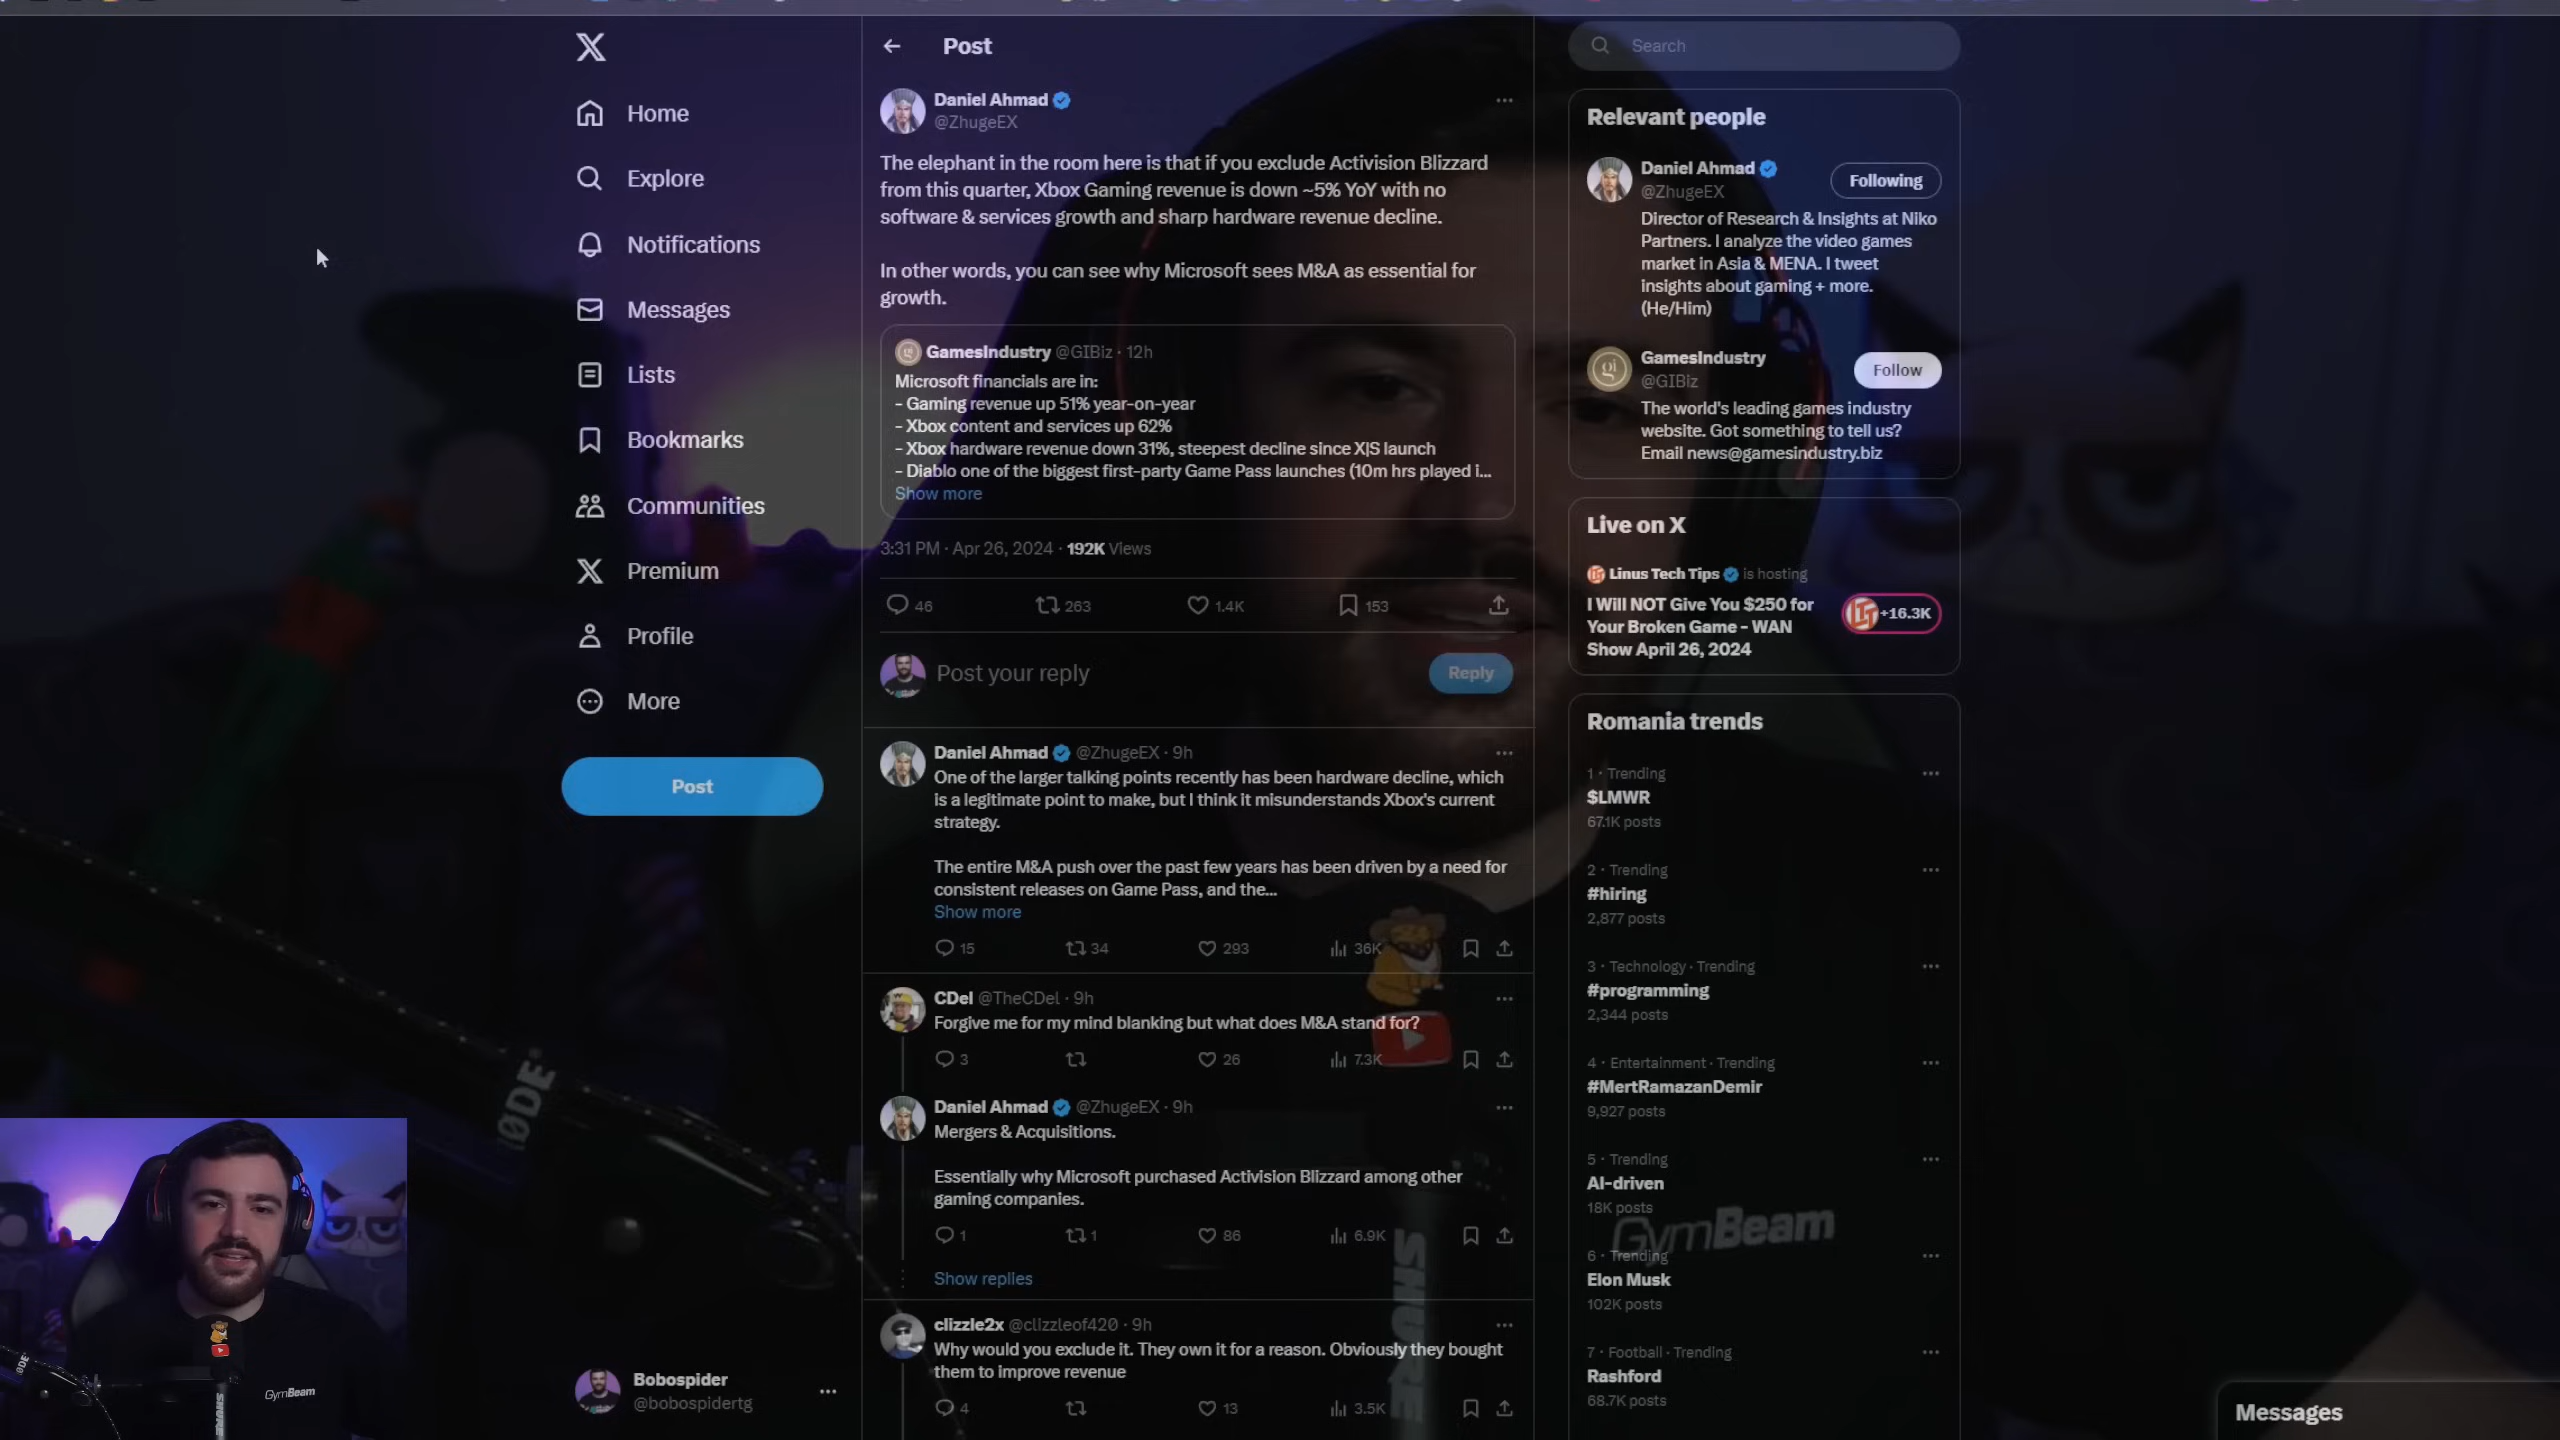 Home
Explore
Notifications
Messages
Lists
Bookmarks
Communities
Premium
Profile
More
Post
Bobospider
@bobospidertg
Post
Daniel Ahmad
@ZhugeEX
The elephant in the room here is that if you exclude Activision Blizzard
from this quarter, Xbox Gaming revenue is down ~5% YoY with no
software & services growth and sharp hardware revenue decline.
In other words, you can see why Microsoft sees M&A as essential for
growth.
GamesIndustry @GIBiz · 12h
Microsoft financials are in:
- Gaming revenue up 51% year-on-year
- Xbox content and services up 62%
- Xbox hardware revenue down 31%, steepest decline since X|S launch
- Diablo one of the biggest first-party Game Pass launches (10m hrs played i...
Show more
3:31 PM · Apr 26, 2024 · 192K Views
46 263 1.4K 153
Post your reply
Reply
Daniel Ahmad @ZhugeEX · 9h
One of the larger talking points recently has been hardware decline, which
is a legitimate point to make, but I think it misunderstands Xbox's current
strategy.
The entire M&A push over the past few years has been driven by a need for
consistent releases on Game Pass, and the...
Show more
15 34 293 36K
CDel @TheCDel · 9h
Forgive me for my mind blanking but what does M&A stand for?
3 26 7.3K
Daniel Ahmad @ZhugeEX · 9h
Mergers & Acquisitions.
Essentially why Microsoft purchased Activision Blizzard among other
gaming companies.
1 1 86 6.9K
Show replies
clizzle2x @clizzleof420 · 9h
Why would you exclude it. They own it for a reason. Obviously they bought
them to improve revenue
4 13 3.5K
Search
Relevant people
Daniel Ahmad
@ZhugeEX
Following
Director of Research & Insights at Niko
Partners. I analyze the video games
market in Asia & MENA. I tweet
insights about gaming + more.
(He/Him)
GamesIndustry
@GIBiz
Follow
The world's leading games industry
website. Got something to tell us?
Email news@gamesindustry.biz
Live on X
Linus Tech Tips is hosting
I Will NOT Give You $250 for
Your Broken Game - WAN
Show April 26, 2024
+16.3K
Romania trends
1 · Trending
$LMWR
67.1K posts
2 · Trending
#hiring
2,877 posts
3 · Technology · Trending
#programming
2,344 posts
4 · Entertainment · Trending
#MertRamazanDemir
9,927 posts
5 · Trending
AI-driven
18K posts
6 · Trending
Elon Musk
102K posts
7 · Football · Trending
Rashford
68.7K posts
Messages
GymBeam
SHURE
RØDE
GymBeam
SHURE